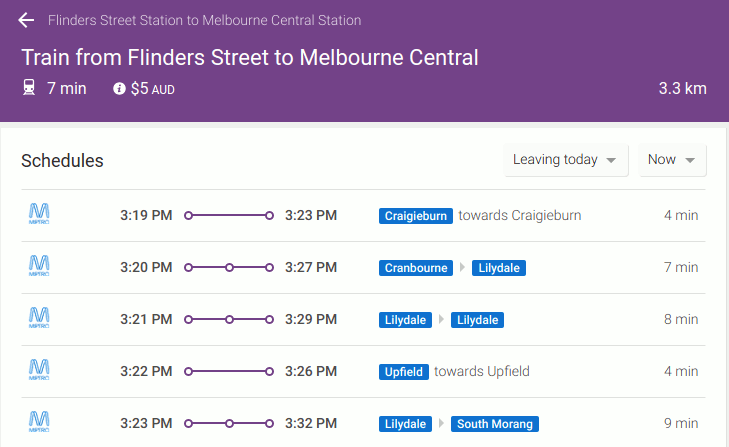 Flinders Street Station to Melbourne Central Station
Train from Flinders Street to Melbourne Central
7 min $5 AUD 3.3 km
Schedules Leaving today Now
METRO 3:19 PM 3:23 PM Craigieburn towards Craigieburn 4 min
METRO 3:20 PM 3:27 PM Cranbourne Lilydale 7 min
METRO 3:21 PM 3:29 PM Lilydale Lilydale 8 min
METRO 3:22 PM 3:26 PM Upfield towards Upfield 4 min
METRO 3:23 PM 3:32 PM Lilydale South Morang 9 min